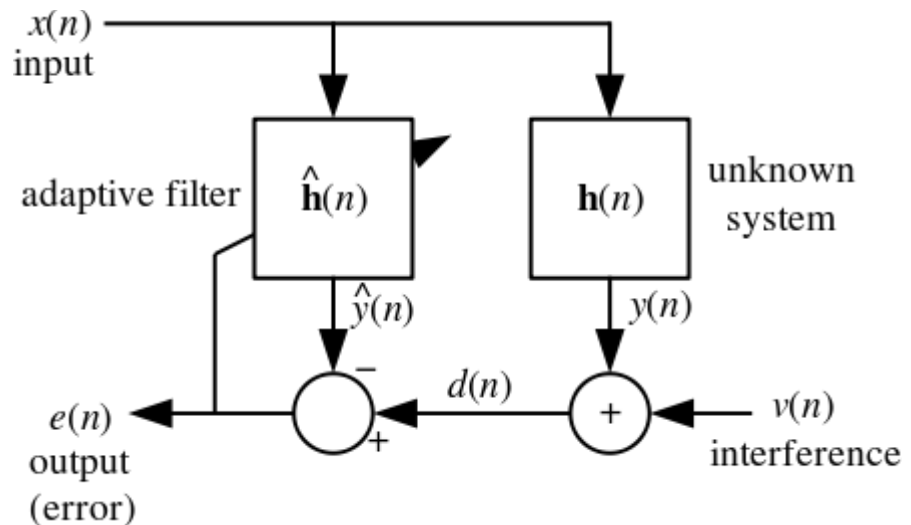 x(n)
input
adaptive filter
ĥ(n)
h(n)
unknown
system
ŷ(n)
y(n)
−
+
d(n)
+
v(n)
interference
e(n)
output
(error)